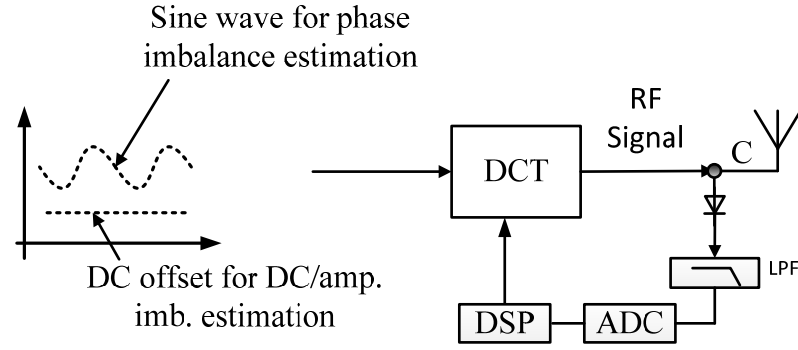 Sine wave for phase
imbalance estimation
RF
Signal
C
DCT
DC offset for DC/amp.
imb. estimation
LPF
DSP
ADC